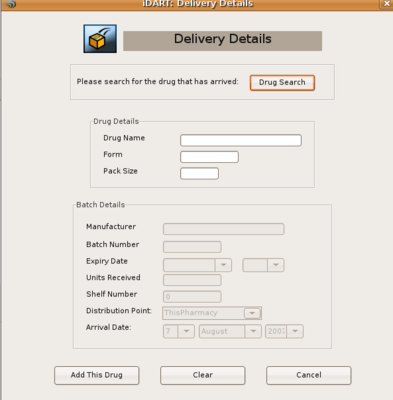 iDART: Delivery Details
Delivery Details
Please search for the drug that has arrived: Drug Search
Drug Details
Drug Name
Form
Pack Size
Batch Details
Manufacturer
Batch Number
Expiry Date
Units Received
Shelf Number 0
Distribution Point: ThisPharmacy
Arrival Date: 7 August 2007
Add This Drug Clear Cancel